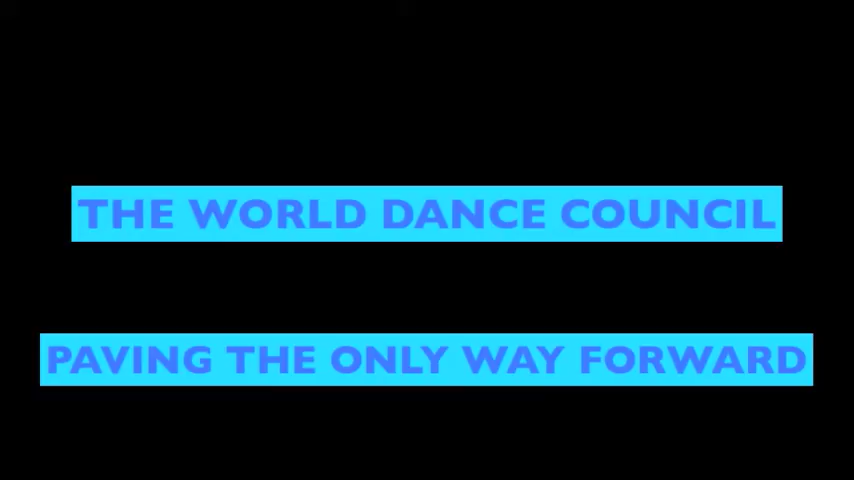 THE WORLD DANCE COUNCIL
PAVING THE ONLY WAY FORWARD